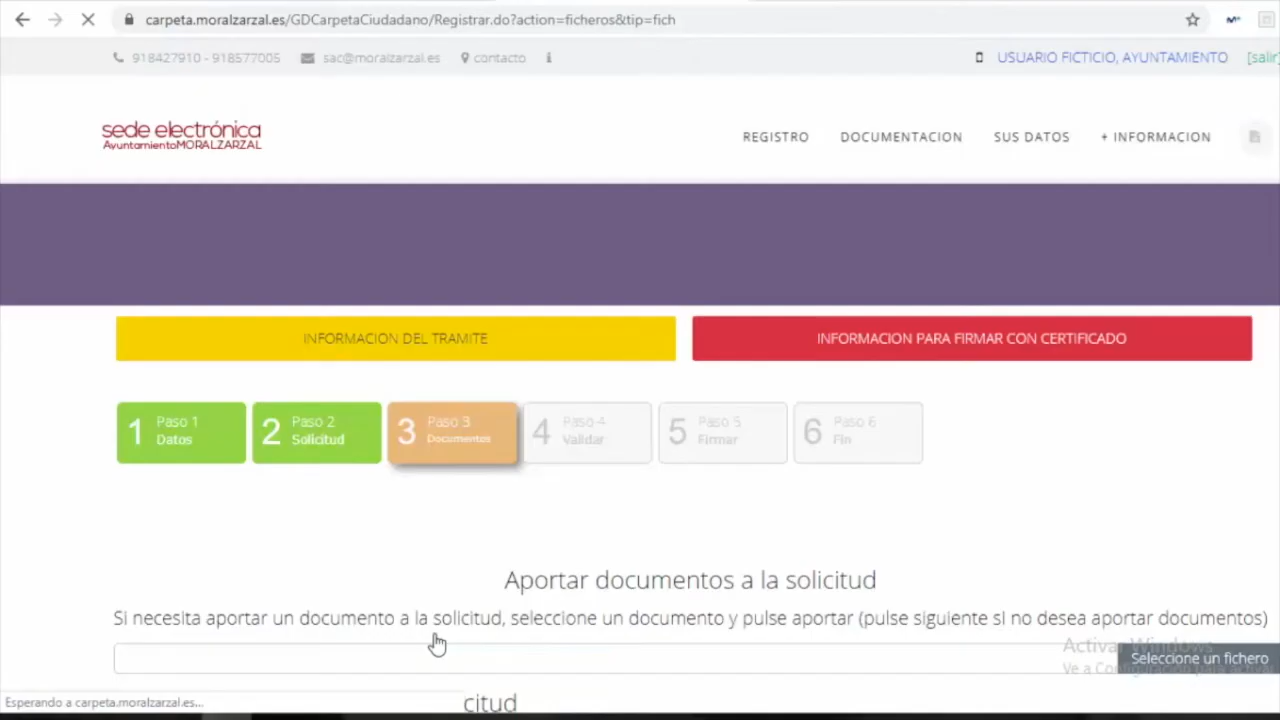 carpeta.moralzarzal.es/GDCarpetaCiudadano/Registrar.do?action=ficheros&tip=fich
918427910 - 918577005 sac@moralzarzal.es contacto USUARIO FICTICIO, AYUNTAMIENTO [salir]
sede electrónica
AyuntamientoMORALZARZAL
REGISTRO DOCUMENTACION SUS DATOS + INFORMACION
INFORMACION DEL TRAMITE INFORMACION PARA FIRMAR CON CERTIFICADO
1 Paso 1 Datos
2 Paso 2 Solicitud
3 Paso 3 Documentos
4 Paso 4 Validar
5 Paso 5 Firmar
6 Paso 6 Fin
Aportar documentos a la solicitud
Si necesita aportar un documento a la solicitud, seleccione un documento y pulse aportar (pulse siguiente si no desea aportar documentos)
Activar Windows
Seleccione un fichero
Esperando a carpeta.moralzarzal.es...
citud